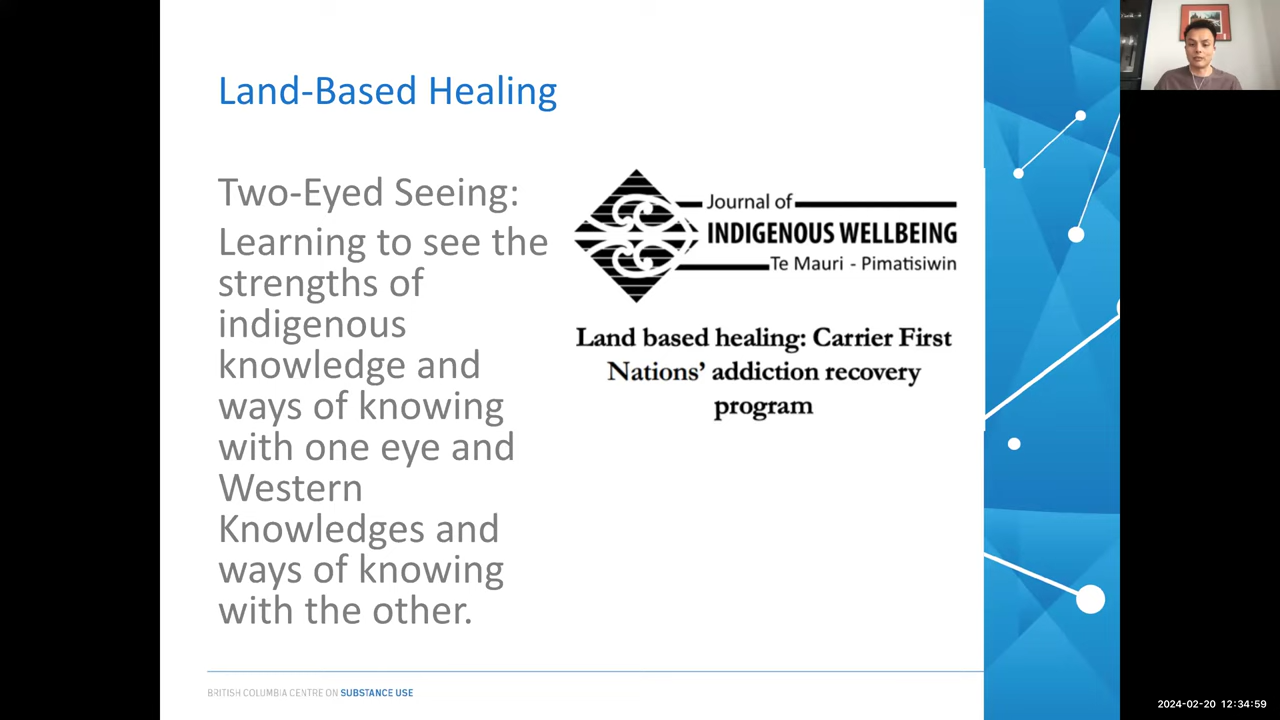 Land-Based Healing
Two-Eyed Seeing:
Learning to see the
strengths of
indigenous
knowledge and
ways of knowing
with one eye and
Western
Knowledges and
ways of knowing
with the other.
Journal of
INDIGENOUS WELLBEING
Te Mauri - Pimatisiwin
Land based healing: Carrier First
Nations’ addiction recovery
program
BRITISH COLUMBIA CENTRE ON SUBSTANCE USE
2024-02-20 12:34:59